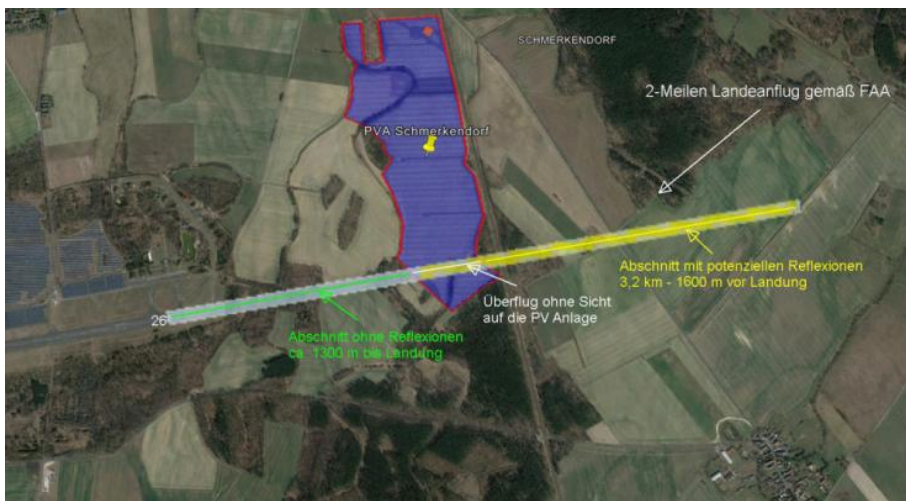 SCHMERKENDORF
2-Meilen Landeanflug gemäß FAA
PVA Schmerkendorf
Abschnitt mit potenziellen Reflexionen
3,2 km - 1600 m vor Landung
Überflug ohne Sicht
auf die PV Anlage
26
Abschnitt ohne Reflexionen
ca. 1300 m bis Landung